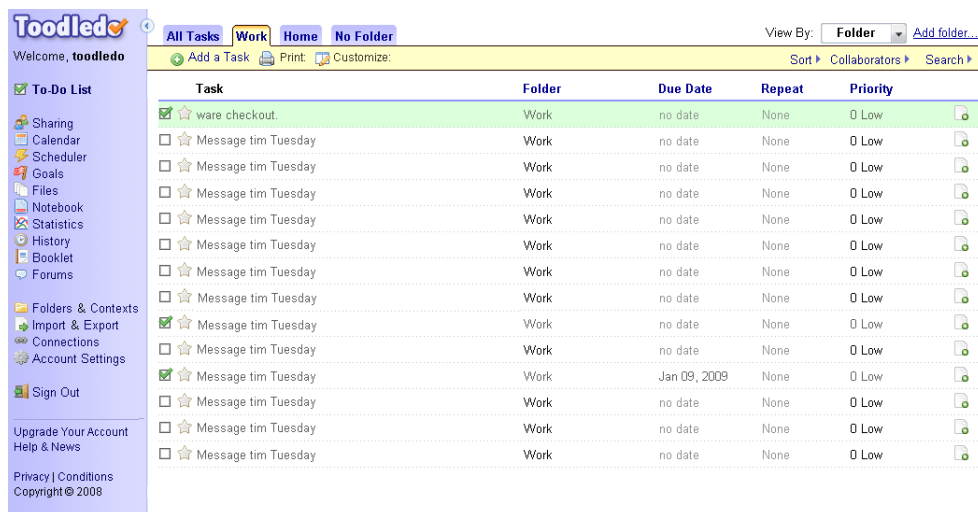 Toodledo
Welcome, toodledo
To-Do List
Sharing
Calendar
Scheduler
Goals
Files
Notebook
Statistics
History
Booklet
Forums
Folders & Contexts
Import & Export
Connections
Account Settings
Sign Out
Upgrade Your Account
Help & News
Privacy | Conditions
Copyright © 2008
All Tasks Work Home No Folder View By: Folder Add folder...
Add a Task Print: Customize: Sort Collaborators Search
Task Folder Due Date Repeat Priority
ware checkout. Work no date None 0 Low
Message tim Tuesday Work no date None 0 Low
Message tim Tuesday Work no date None 0 Low
Message tim Tuesday Work no date None 0 Low
Message tim Tuesday Work no date None 0 Low
Message tim Tuesday Work no date None 0 Low
Message tim Tuesday Work no date None 0 Low
Message tim Tuesday Work no date None 0 Low
Message tim Tuesday Work no date None 0 Low
Message tim Tuesday Work no date None 0 Low
Message tim Tuesday Work Jan 09, 2009 None 0 Low
Message tim Tuesday Work no date None 0 Low
Message tim Tuesday Work no date None 0 Low
Message tim Tuesday Work no date None 0 Low